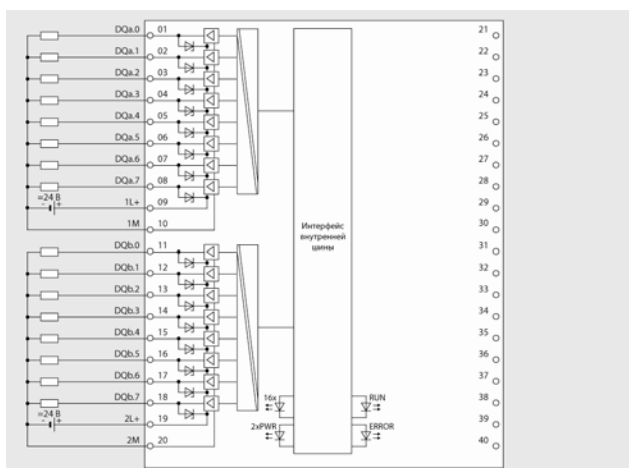 DQa.0 01 21
DQa.1 02 22
DQa.2 03 23
DQa.3 04 24
DQa.4 05 25
DQa.5 06 26
DQa.6 07 27
DQa.7 08 28
=24 В
- +
1L+ 09 29
1M 10 30
Интерфейс
внутренней
шины
DQb.0 11 31
DQb.1 12 32
DQb.2 13 33
DQb.3 14 34
DQb.4 15 35
DQb.5 16 36
DQb.6 17 37
DQb.7 18 38
16x RUN
=24 В
- +
2L+ 19 39
2xPWR ERROR
2M 20 40